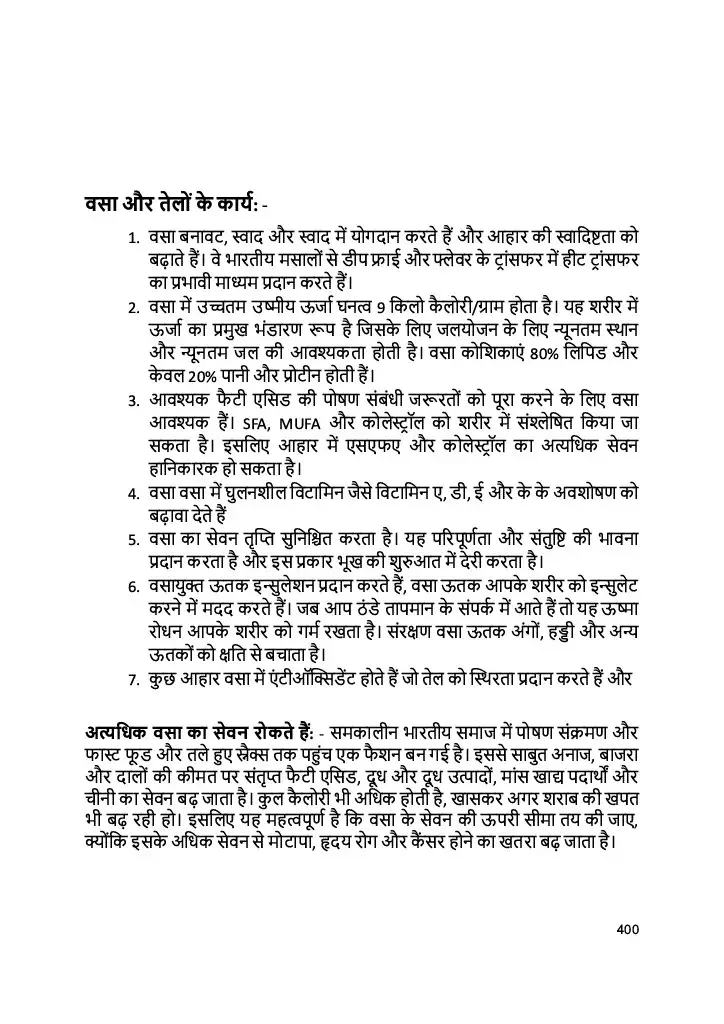 वसा और तेलों के कार्य: -
1. वसा बनावट, स्वाद और स्वाद में योगदान करते हैं और आहार की स्वादिष्टता को
बढ़ाते हैं। वे भारतीय मसालों से डीप फ्राई और फ्लेवर के ट्रांसफर में हीट ट्रांसफर
का प्रभावी माध्यम प्रदान करते हैं।
2. वसा में उच्चतम उष्मीय ऊर्जा घनत्व 9 किलो कैलोरी/ग्राम होता है। यह शरीर में
ऊर्जा का प्रमुख भंडारण रूप है जिसके लिए जलयोजन के लिए न्यूनतम स्थान
और न्यूनतम जल की आवश्यकता होती है। वसा कोशिकाएं 80% लिपिड और
केवल 20% पानी और प्रोटीन होती हैं।
3. आवश्यक फैटी एसिड की पोषण संबंधी जरूरतों को पूरा करने के लिए वसा
आवश्यक हैं। SFA, MUFA और कोलेस्ट्रॉल को शरीर में संश्लेषित किया जा
सकता है। इसलिए आहार में एसएफए और कोलेस्ट्रॉल का अत्यधिक सेवन
हानिकारक हो सकता है।
4. वसा वसा में घुलनशील विटामिन जैसे विटामिन ए, डी, ई और के के अवशोषण को
बढ़ावा देते हैं
5. वसा का सेवन तृप्ति सुनिश्चित करता है। यह परिपूर्णता और संतुष्टि की भावना
प्रदान करता है और इस प्रकार भूख की शुरुआत में देरी करता है।
6. वसायुक्त ऊतक इन्सुलेशन प्रदान करते हैं, वसा ऊतक आपके शरीर को इन्सुलेट
करने में मदद करते हैं। जब आप ठंडे तापमान के संपर्क में आते हैं तो यह ऊष्मा
रोधन आपके शरीर को गर्म रखता है। संरक्षण वसा ऊतक अंगों, हड्डी और अन्य
ऊतकों को क्षति से बचाता है।
7. कुछ आहार वसा में एंटीऑक्सिडेंट होते हैं जो तेल को स्थिरता प्रदान करते हैं और
अत्यधिक वसा का सेवन रोकते हैं: - समकालीन भारतीय समाज में पोषण संक्रमण और
फास्ट फूड और तले हुए स्नैक्स तक पहुंच एक फैशन बन गई है। इससे साबुत अनाज, बाजरा
और दालों की कीमत पर संतृप्त फैटी एसिड, दूध और दूध उत्पादों, मांस खाद्य पदार्थों और
चीनी का सेवन बढ़ जाता है। कुल कैलोरी भी अधिक होती है, खासकर अगर शराब की खपत
भी बढ़ रही हो। इसलिए यह महत्वपूर्ण है कि वसा के सेवन की ऊपरी सीमा तय की जाए,
क्योंकि इसके अधिक सेवन से मोटापा, हृदय रोग और कैंसर होने का खतरा बढ़ जाता है।
400